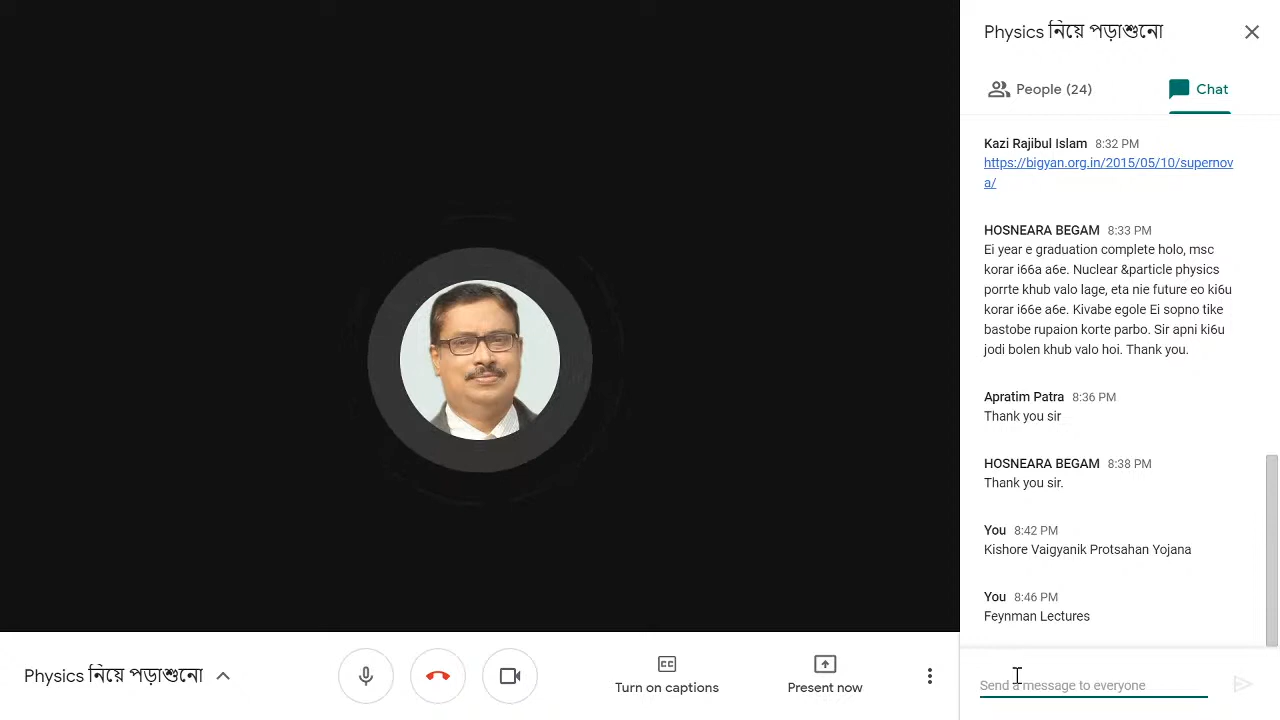 Physics নিয়ে পড়াশুনো
People (24)
Chat
Kazi Rajibul Islam 8:32 PM
https://bigyan.org.in/2015/05/10/supernov
a/
HOSNEARA BEGAM 8:33 PM
Ei year e graduation complete holo, msc
korar i66a a6e. Nuclear &particle physics
porrte khub valo lage, eta nie future eo ki6u
korar i66e a6e. Kivabe egole Ei sopno tike
bastobe rupaion korte parbo. Sir apni ki6u
jodi bolen khub valo hoi. Thank you.
Apratim Patra 8:36 PM
Thank you sir
HOSNEARA BEGAM 8:38 PM
Thank you sir.
You 8:42 PM
Kishore Vaigyanik Protsahan Yojana
You 8:46 PM
Feynman Lectures
Send a message to everyone
Physics নিয়ে পড়াশুনো
Turn on captions
Present now